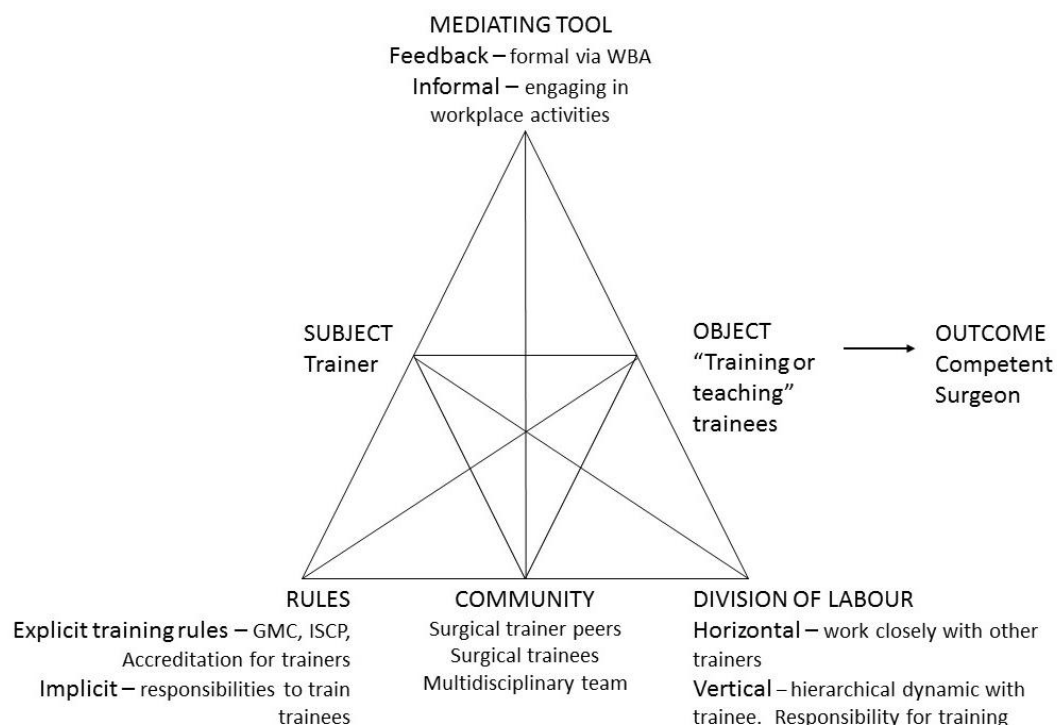 MEDIATING TOOL
Feedback – formal via WBA
Informal – engaging in
workplace activities
SUBJECT
Trainer
OBJECT
“Training or
teaching”
trainees
OUTCOME
Competent
Surgeon
RULES
Explicit training rules – GMC, ISCP,
Accreditation for trainers
Implicit – responsibilities to train
trainees
COMMUNITY
Surgical trainer peers
Surgical trainees
Multidisciplinary team
DIVISION OF LABOUR
Horizontal – work closely with other
trainers
Vertical – hierarchical dynamic with
trainee. Responsibility for training